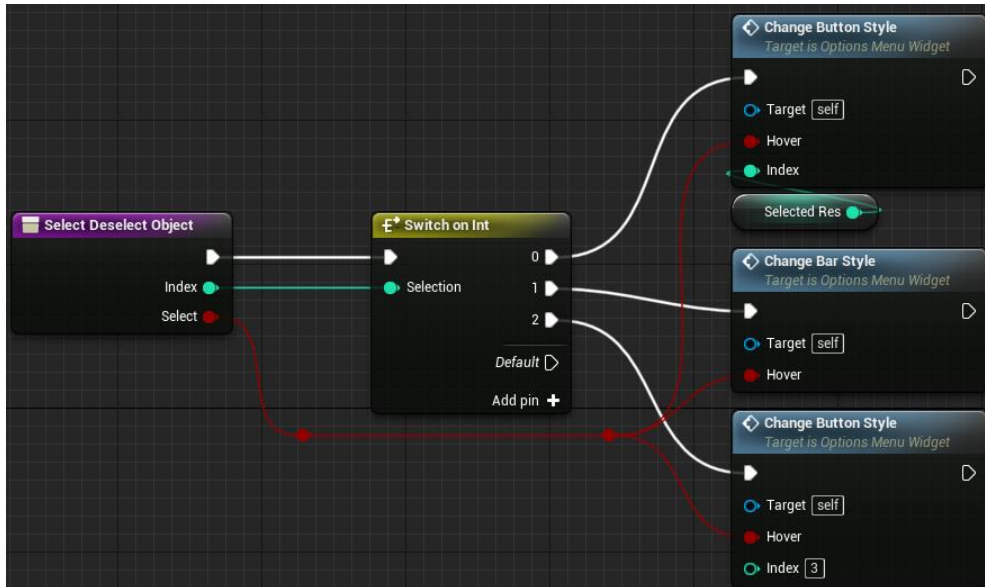 Change Button Style
Target is Options Menu Widget
Target self
Hover
Index
Selected Res
Select Deselect Object
Index
Select
Switch on Int
0
Selection 1
2
Default
Add pin
Change Bar Style
Target is Options Menu Widget
Target self
Hover
Change Button Style
Target is Options Menu Widget
Target self
Hover
Index 3